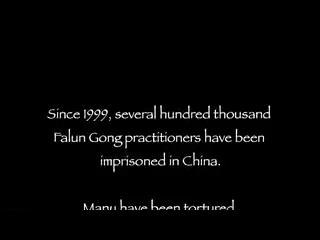 Since 1999, several hundred thousand
Falun Gong practitioners have been
imprisoned in China.
Many have been tortured